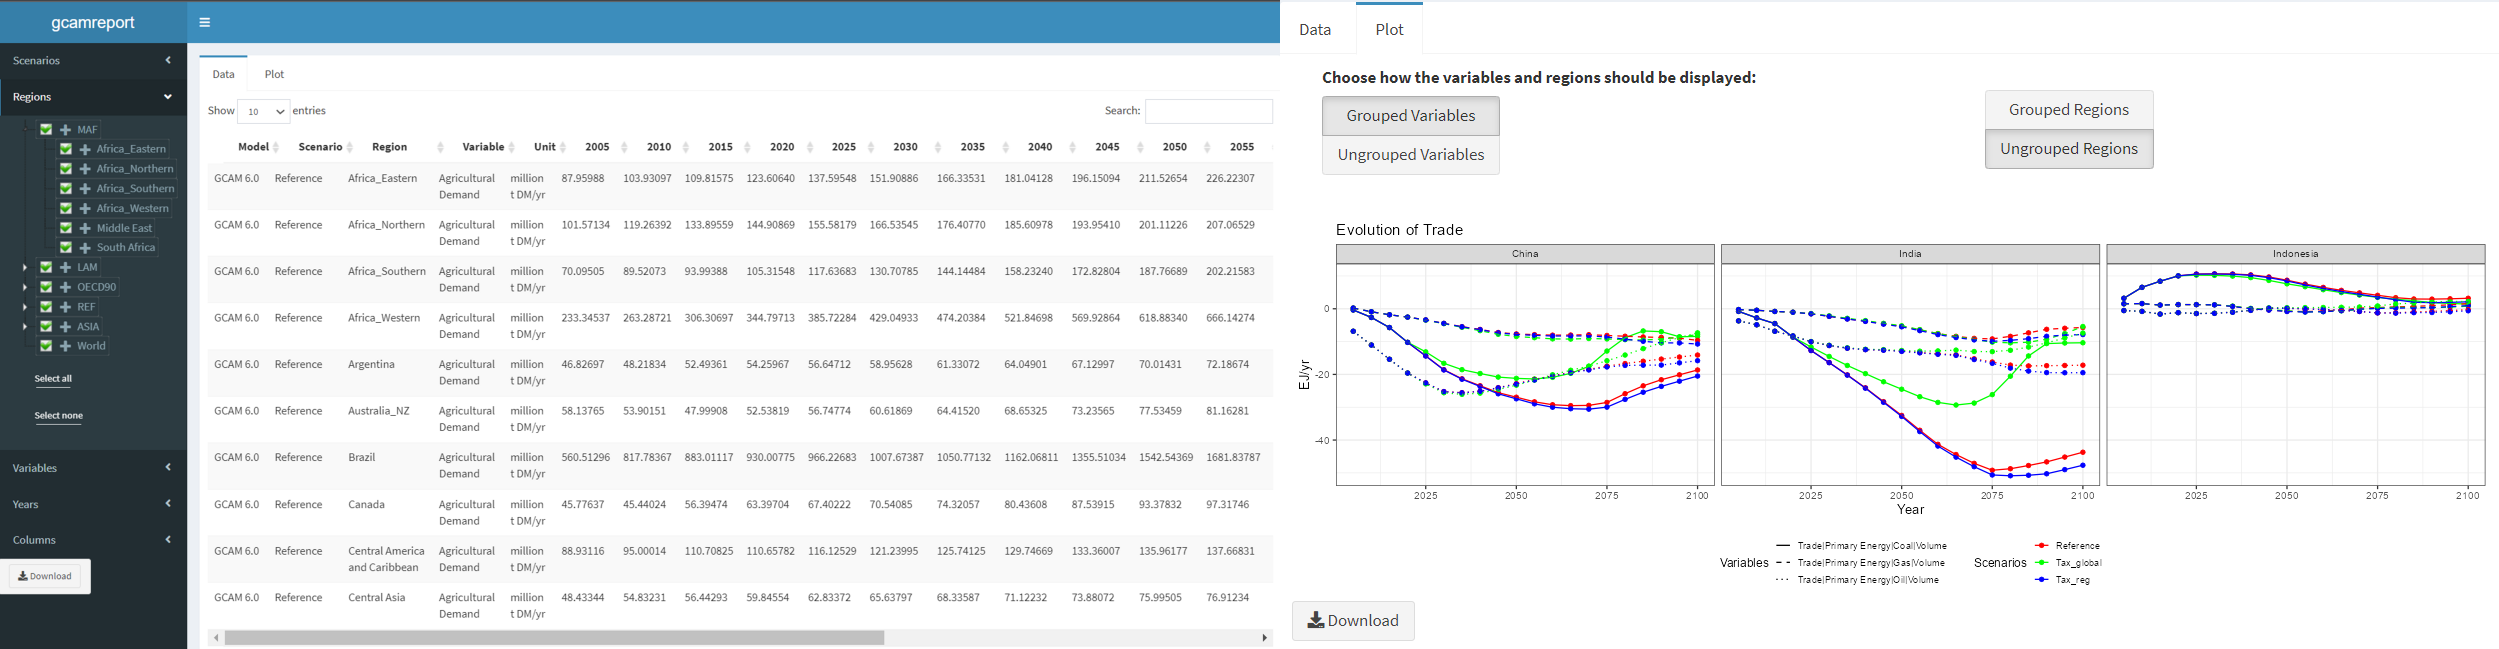 gcamreport
Scenarios
Regions
MAF
Africa_Eastern
Africa_Northern
Africa_Southern
Africa_Western
Middle East
South Africa
LAM
OECD90
REF
ASIA
World
Select all
Select none
Variables
Years
Columns
Download
Data Plot
Show 10 entries Search:
Model Scenario Region Variable Unit 2005 2010 2015 2020 2025 2030 2035 2040 2045 2050 2055
GCAM 6.0 Reference Africa_Eastern Agricultural million 87.95988 103.93097 109.81575 123.60640 137.59548 151.90886 166.33531 181.04128 196.15094 211.52654 226.22307
Demand t DM/yr
GCAM 6.0 Reference Africa_Northern Agricultural million 101.57134 119.26392 133.89559 144.90869 155.58179 166.53545 176.40770 185.60978 193.95410 201.11226 207.06529
Demand t DM/yr
GCAM 6.0 Reference Africa_Southern Agricultural million 70.09505 89.52073 93.99388 105.31548 117.63683 130.70785 144.14484 158.23240 172.82804 187.76689 202.21583
Demand t DM/yr
GCAM 6.0 Reference Africa_Western Agricultural million 233.34537 263.28721 306.30697 344.79713 385.72284 429.04933 474.20384 521.84698 569.92864 618.88340 666.14274
Demand t DM/yr
GCAM 6.0 Reference Argentina Agricultural million 46.82697 48.21834 52.49361 54.25967 56.64712 58.95628 61.33072 64.04901 67.12997 70.01431 72.18674
Demand t DM/yr
GCAM 6.0 Reference Australia_NZ Agricultural million 58.13765 53.90151 47.99908 52.53819 56.74774 60.61869 64.41520 68.65325 73.23565 77.53459 81.16281
Demand t DM/yr
GCAM 6.0 Reference Brazil Agricultural million 560.51296 817.78367 883.01117 930.00775 966.22683 1007.67387 1050.77132 1162.06811 1355.51034 1542.54369 1681.83787
Demand t DM/yr
GCAM 6.0 Reference Canada Agricultural million 45.77637 45.44024 56.39474 63.39704 67.40222 70.54085 74.32057 80.43608 87.53915 93.37832 97.31746
Demand t DM/yr
GCAM 6.0 Reference Central America Agricultural million 88.93116 95.00014 110.70825 110.65782 116.12529 121.23995 125.74125 129.74669 133.36007 135.96177 137.66831
and Caribbean Demand t DM/yr
GCAM 6.0 Reference Central Asia Agricultural million 48.43344 54.83231 56.44293 59.84554 62.83372 65.63797 68.33587 71.12232 73.88072 75.99505 76.91234
Demand t DM/yr
Data Plot
Choose how the variables and regions should be displayed:
Grouped Variables
Ungrouped Variables
Grouped Regions
Ungrouped Regions
Evolution of Trade
China India Indonesia
EJ/yr
0
-20
-40
2025 2050 2075 2100 2025 2050 2075 2100 2025 2050 2075 2100
Year
Variables
Trade|Primary Energy|Coal|Volume
Trade|Primary Energy|Gas|Volume
Trade|Primary Energy|Oil|Volume
Scenarios
Reference
Tax_global
Tax_reg
Download